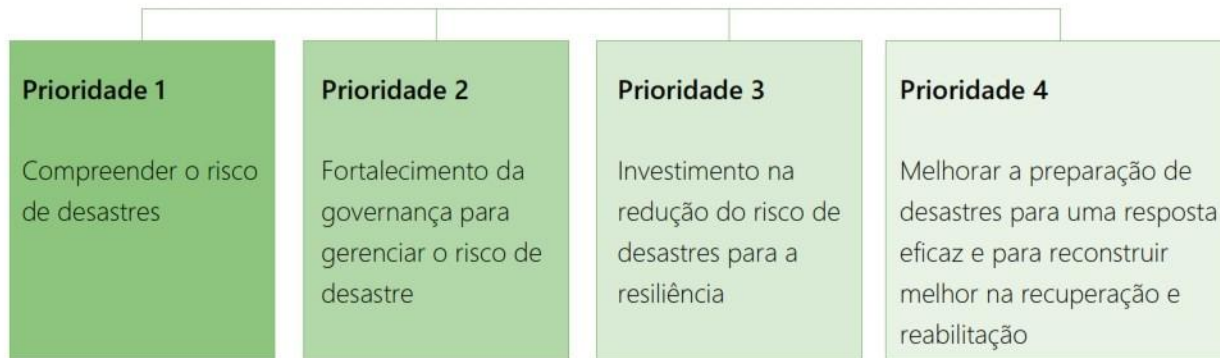 Prioridade 1
Compreender o risco
de desastres
Prioridade 2
Fortalecimento da
governança para
gerenciar o risco de
desastre
Prioridade 3
Investimento na
redução do risco de
desastres para a
resiliência
Prioridade 4
Melhorar a preparação de
desastres para uma resposta
eficaz e para reconstruir
melhor na recuperação e
reabilitação